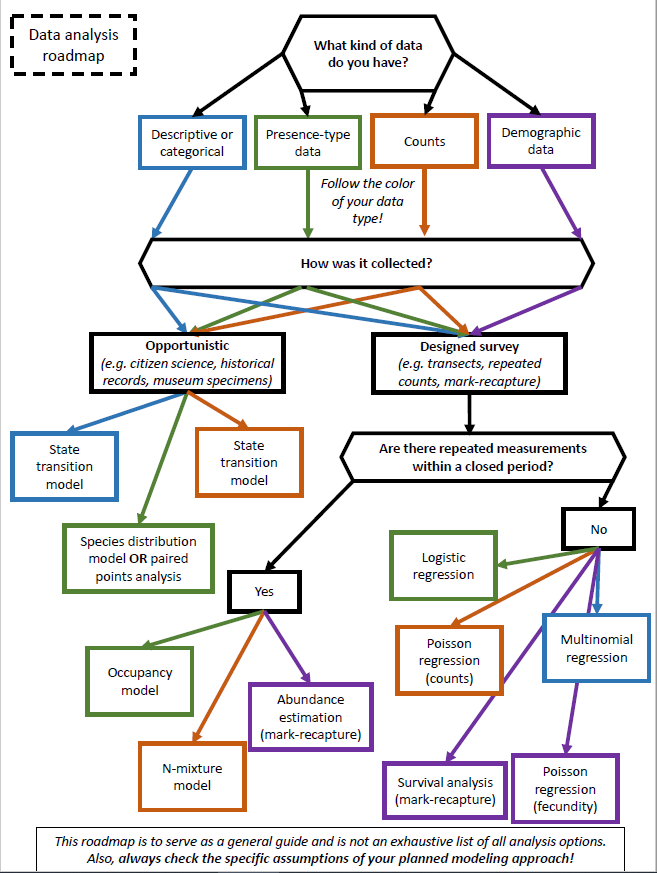 Data analysis
roadmap
What kind of data
do you have?
Descriptive or
categorical
Presence-type
data
Counts
Demographic
data
Follow the color
of your data
type!
How was it collected?
Opportunistic
(e.g. citizen science, historical
records, museum specimens)
Designed survey
(e.g. transects, repeated
counts, mark-recapture)
State
transition
model
State
transition
model
Are there repeated measurements
within a closed period?
Species distribution
model OR paired
points analysis
No
Logistic
regression
Yes
Poisson
regression
(counts)
Multinomial
regression
Occupancy
model
Abundance
estimation
(mark-recapture)
N-mixture
model
Survival analysis
(mark-recapture)
Poisson
regression
(fecundity)
This roadmap is to serve as a general guide and is not an exhaustive list of all analysis options.
Also, always check the specific assumptions of your planned modeling approach!